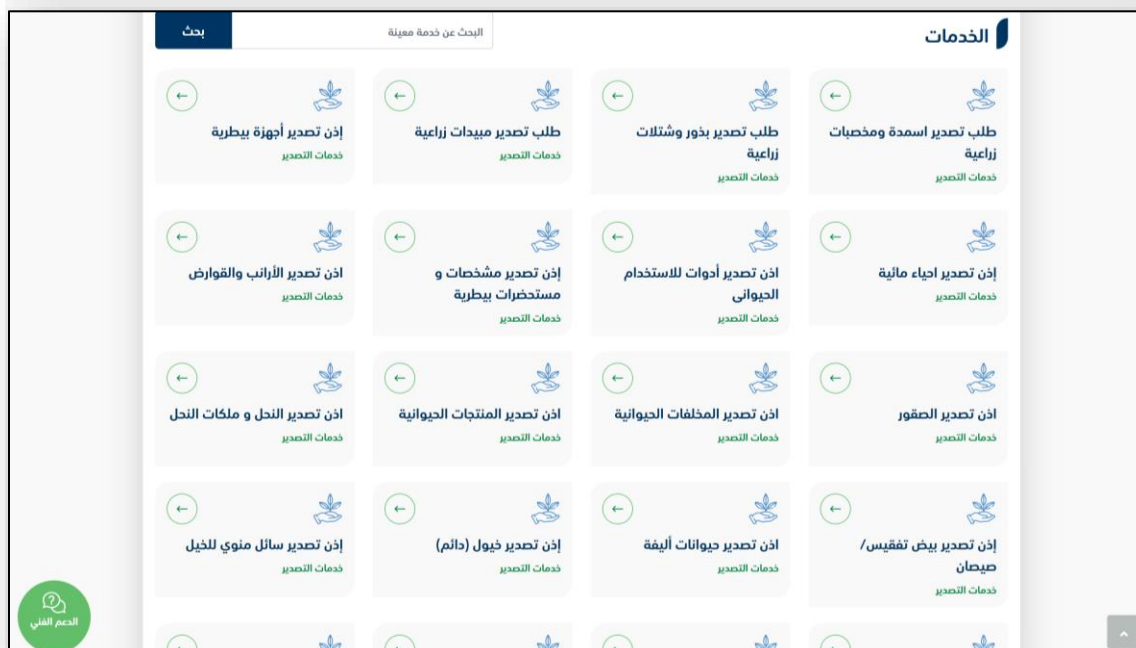 الخدمات
البحث عن خدمة معينة
بحث
طلب تصدير اسمدة ومخصبات
زراعية
خدمات التصدير
طلب تصدير بذور وشتلات
زراعية
خدمات التصدير
طلب تصدير مبيدات زراعية
خدمات التصدير
إذن تصدير أجهزة بيطرية
خدمات التصدير
إذن تصدير احياء مائية
خدمات التصدير
اذن تصدير أدوات للاستخدام
الحيوانى
خدمات التصدير
إذن تصدير مشخصات و
مستحضرات بيطرية
خدمات التصدير
اذن تصدير الأرانب والقوارض
خدمات التصدير
اذن تصدير الصقور
خدمات التصدير
اذن تصدير المخلفات الحيوانية
خدمات التصدير
اذن تصدير المنتجات الحيوانية
خدمات التصدير
اذن تصدير النحل و ملكات النحل
خدمات التصدير
إذن تصدير بيض تفقيس/
صيصان
خدمات التصدير
اذن تصدير حيوانات أليفة
خدمات التصدير
إذن تصدير خيول (دائم)
خدمات التصدير
إذن تصدير سائل منوي للخيل
خدمات التصدير
الدعم الفني